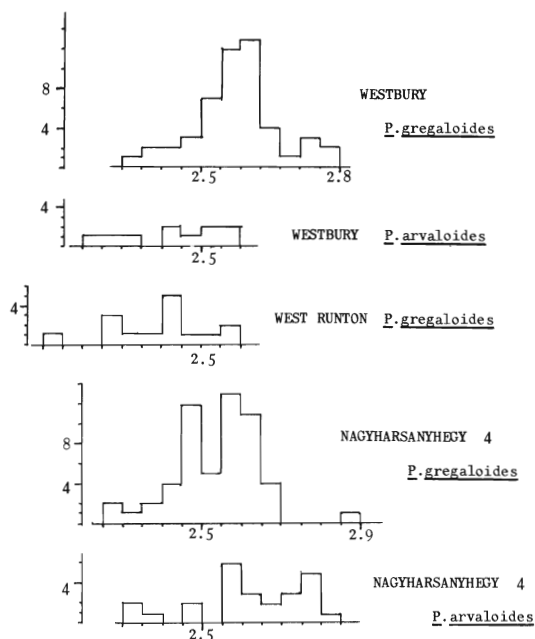 8
4
WESTBURY
P.gregaloides
2.5 2.8
4
WESTBURY P.arvaloides
2.5
4
WEST RUNTON P.gregaloides
2.5
8
4
NAGYHARSANYHEGY 4
P.gregaloides
2.5 2.9
4
NAGYHARSANYHEGY 4
P.arvaloides
2.5